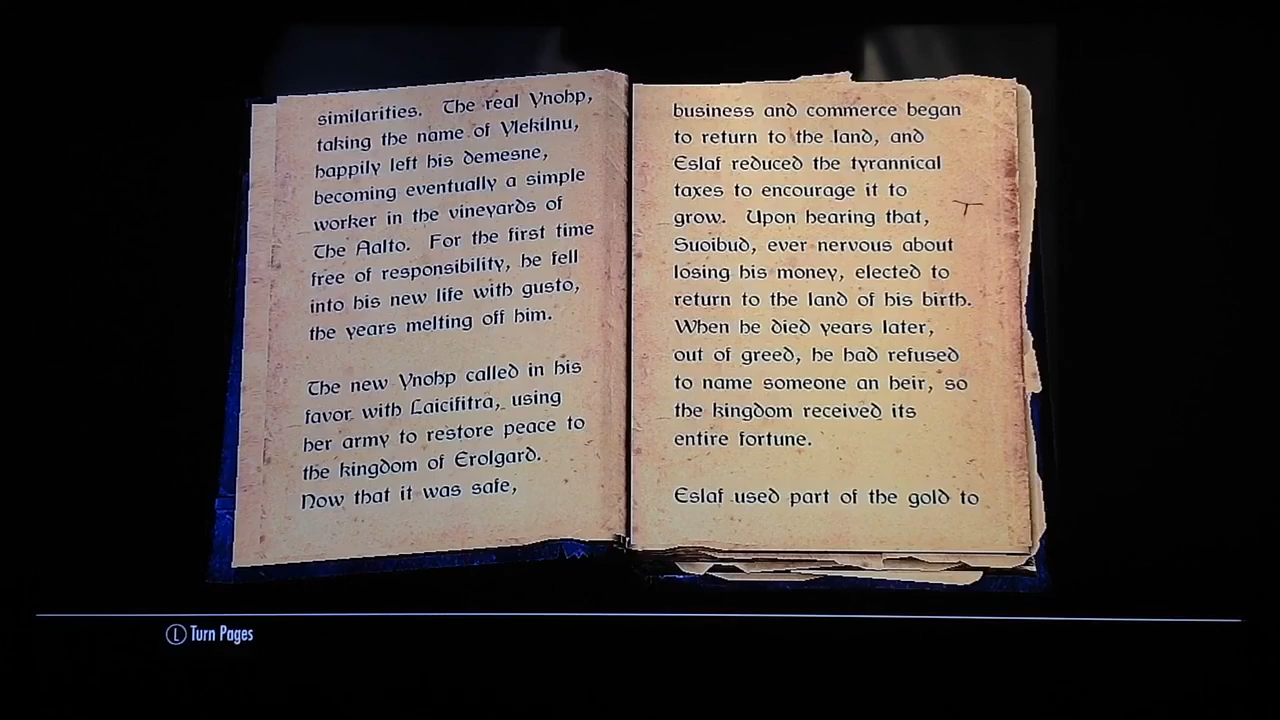 similarities. The real Ynohp,
taking the name of Ylekilnu,
happily left his demesne,
becoming eventually a simple
worker in the vineyards of
The Aalto. For the first time
free of responsibility, he fell
into his new life with gusto,
the years melting off him.
The new Ynohp called in his
favor with Laicifitra, using
her army to restore peace to
the kingdom of Erolgard.
Now that it was safe,
business and commerce began
to return to the land, and
Eslaf reduced the tyrannical
taxes to encourage it to
grow. Upon hearing that,
Suoibud, ever nervous about
losing his money, elected to
return to the land of his birth.
When he died years later,
out of greed, he had refused
to name someone an heir, so
the kingdom received its
entire fortune.
Eslaf used part of the gold to
L Turn Pages